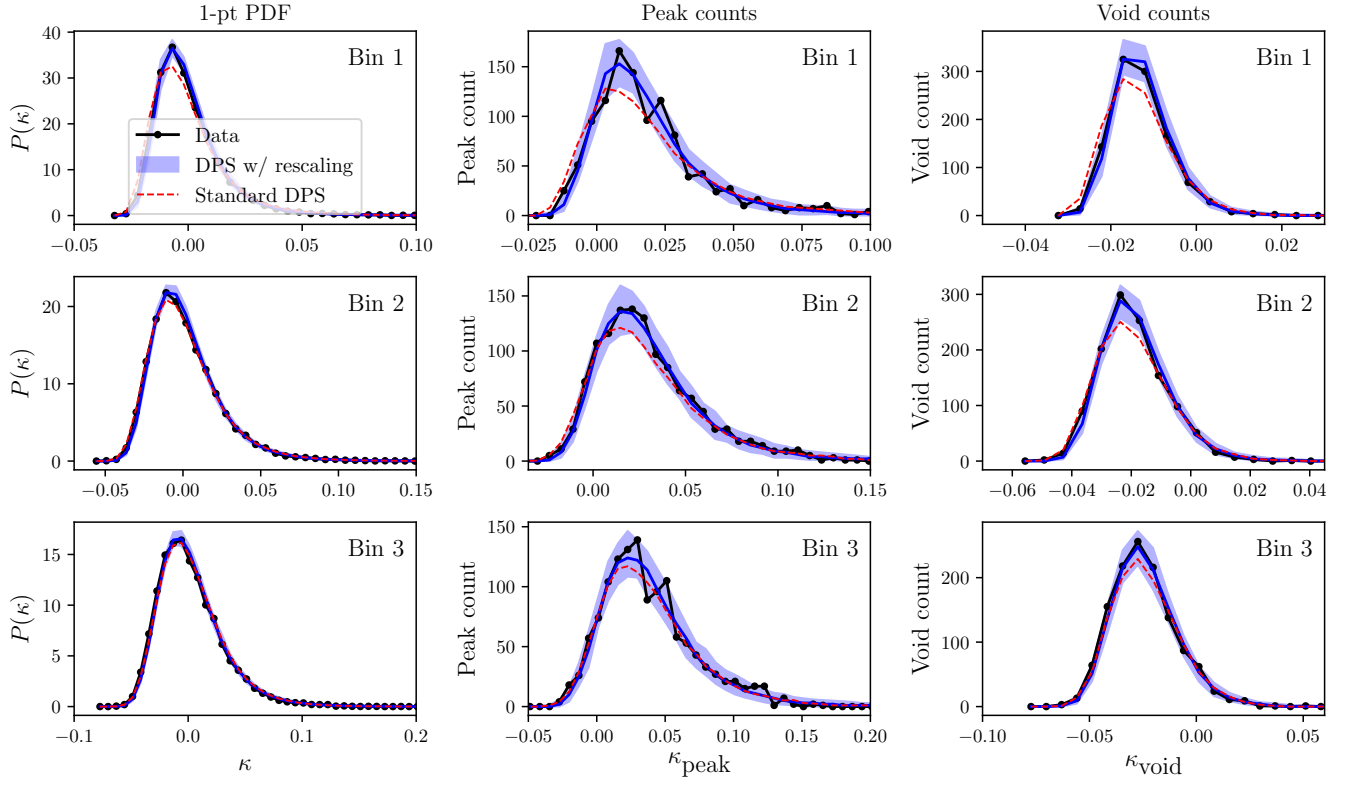 1-pt PDF
Peak counts
Void counts
P(κ)
40
30
20
10
0
−0.05
0.00
0.05
0.10
Bin 1
Data
DPS w/ rescaling
Standard DPS
Peak count
150
100
50
0
−0.025
0.000
0.025
0.050
0.075
0.100
Bin 1
Void count
300
200
100
0
−0.04
−0.02
0.00
0.02
Bin 1
P(κ)
20
10
0
−0.05
0.00
0.05
0.10
0.15
Bin 2
Peak count
150
100
50
0
0.00
0.05
0.10
0.15
Bin 2
Void count
300
200
100
0
−0.06
−0.04
−0.02
0.00
0.02
0.04
Bin 2
P(κ)
15
10
5
0
−0.1
0.0
0.1
0.2
κ
Bin 3
Peak count
150
100
50
0
−0.05
0.00
0.05
0.10
0.15
0.20
κpeak
Bin 3
Void count
200
100
0
−0.10
−0.05
0.00
0.05
κvoid
Bin 3